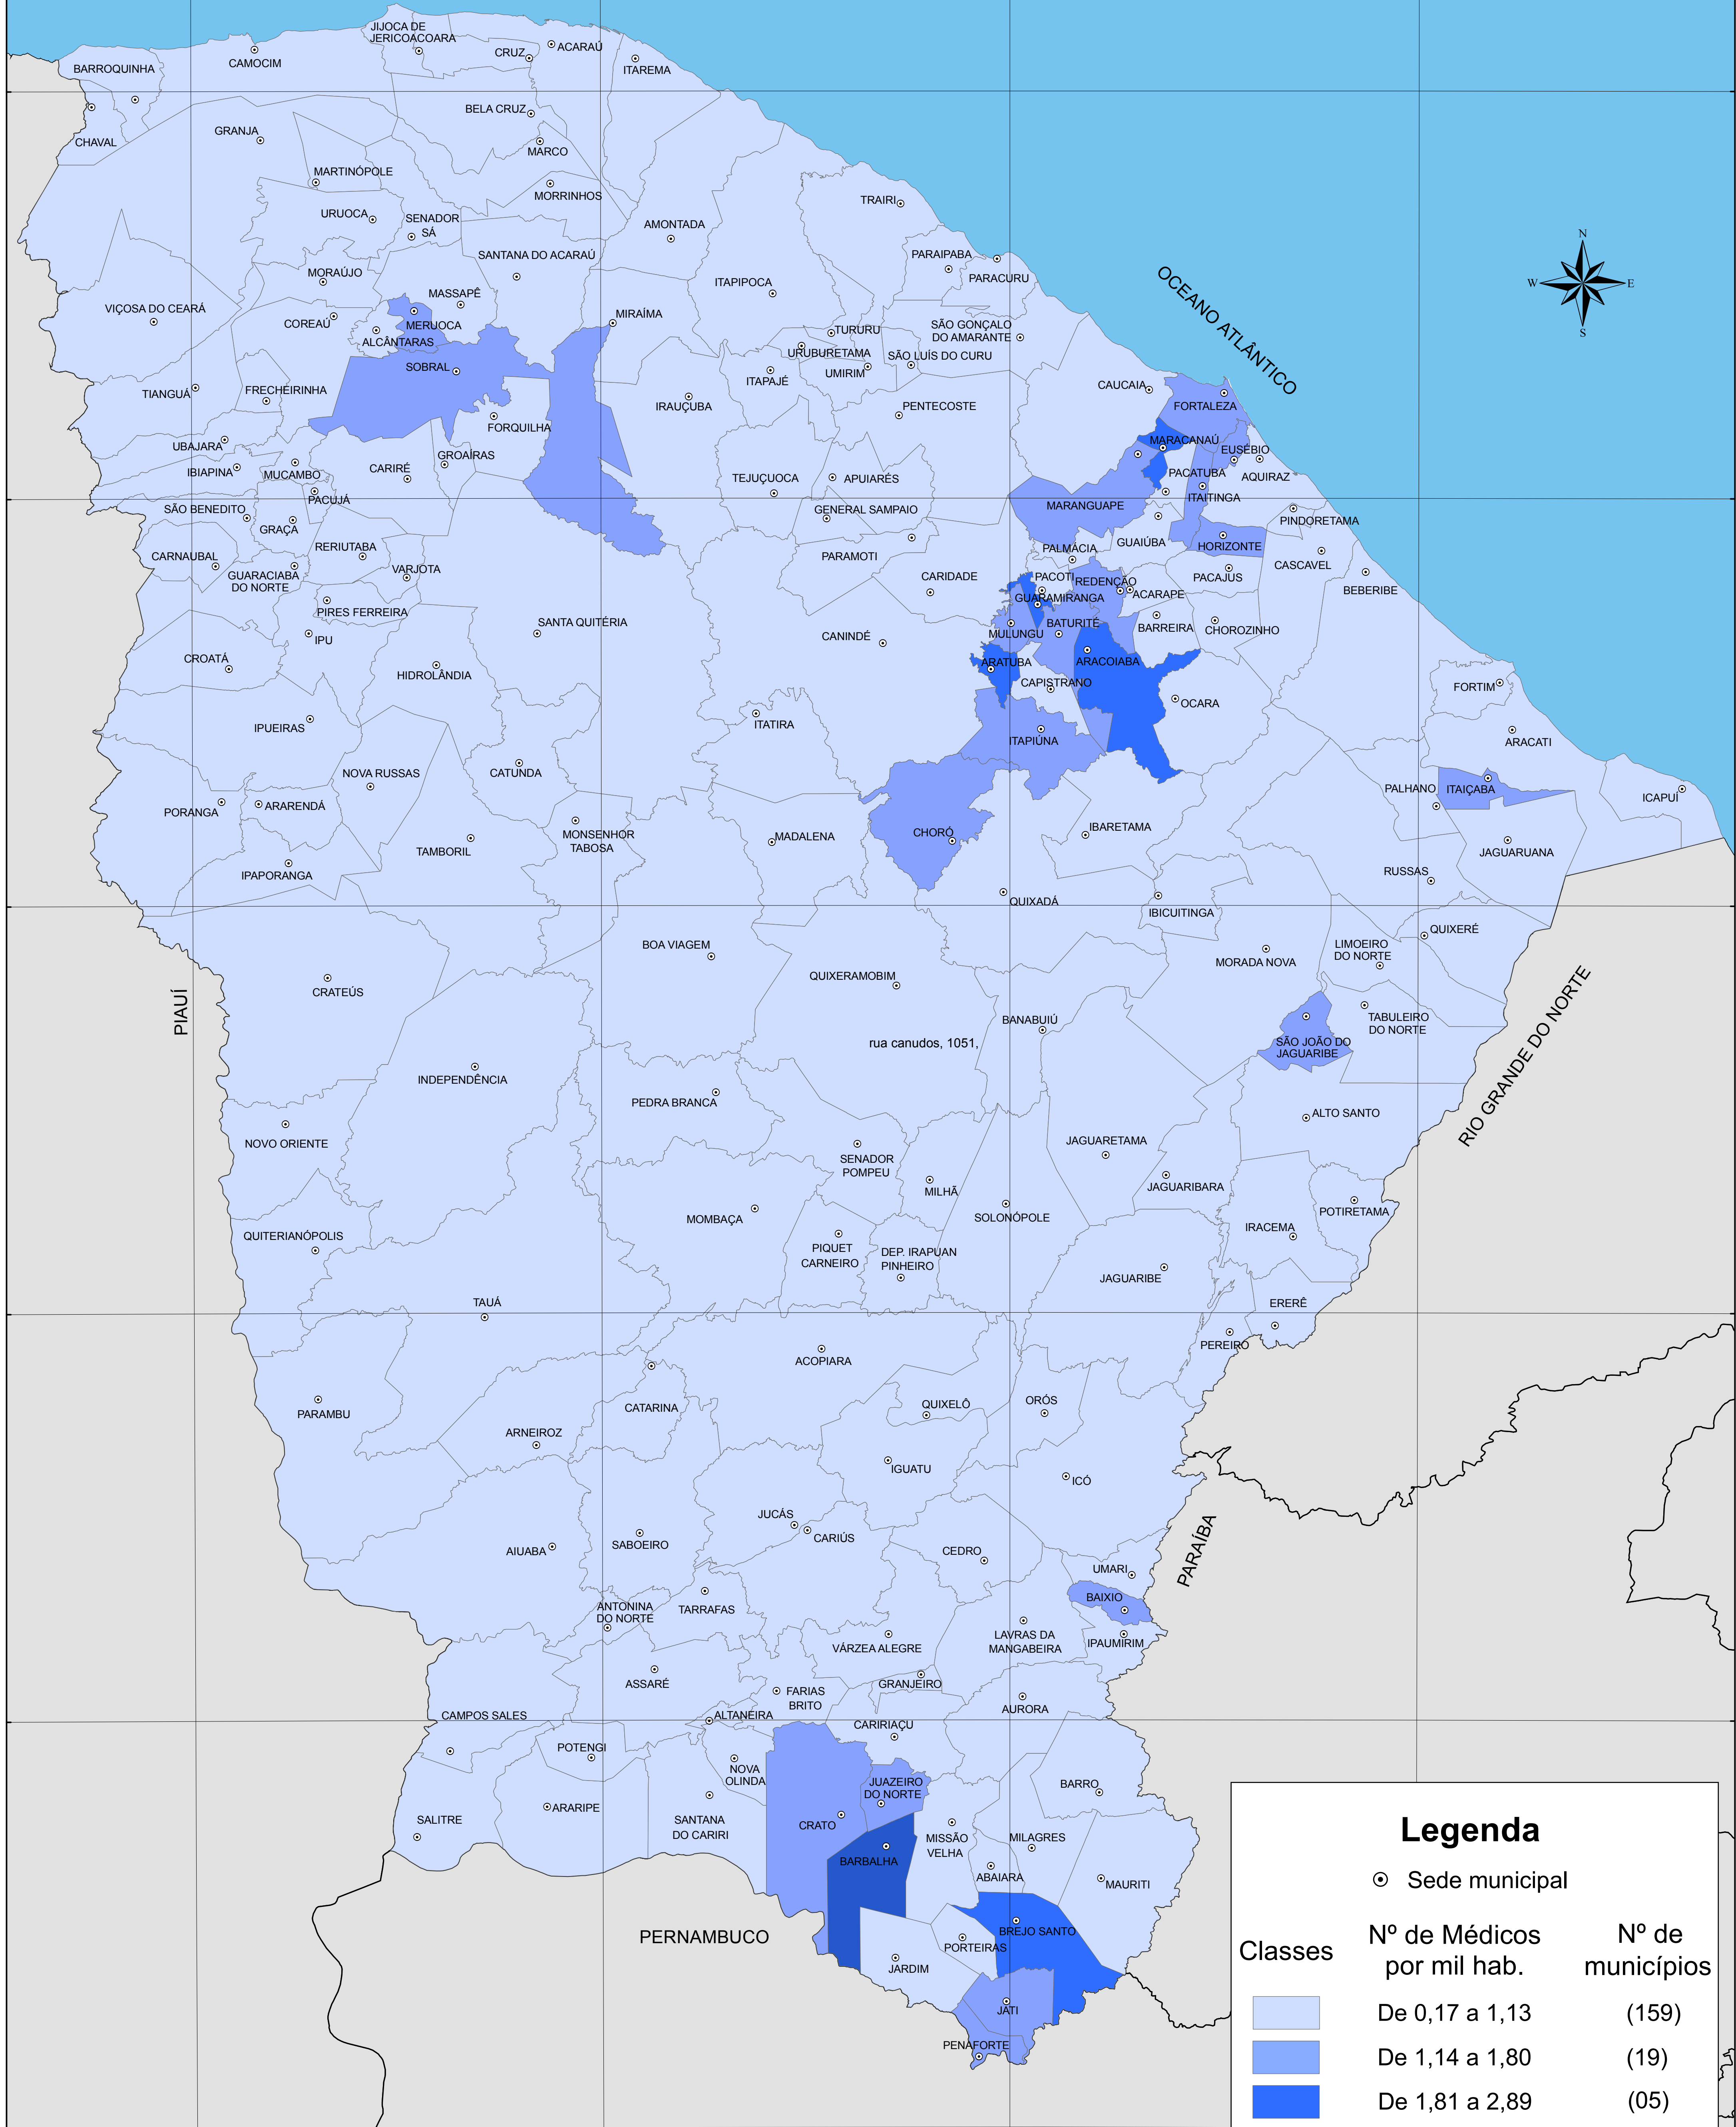 JIJOCA DE
JERICOACOARA
CRUZ
ACARAÚ
BARROQUINHA
CAMOCIM
ITAREMA
BELA CRUZ
CHAVAL
GRANJA
MARCO
MARTINÓPOLE
MORRINHOS
TRAIRI
URUOCA
SENADOR
SÁ
AMONTADA
N
SANTANA DO ACARAÚ
PARAIPABA
PARACURU
OCEANO ATLÂNTICO
MORAÚJO
ITAPIPOCA
W
E
MASSAPÊ
VIÇOSA DO CEARÁ
MIRAÍMA
S
COREAÚ
MERUOCA
TURURU
SÃO GONÇALO
DO AMARANTE
ALCÂNTARAS
URUBURETAMA
SÃO LUÍS DO CURU
SOBRAL
ITAPAJÉ
UMIRIM
CAUCAIA
TIANGUÁ
FRECHEIRINHA
IRAUÇUBA
PENTECOSTE
FORTALEZA
FORQUILHA
UBAJARA
MARACANAÚ
EUSÉBIO
IBIAPINA
MUCAMBO
CARIRÉ
GROAÍRAS
TEJUÇUOCA
APUIARÉS
PACATUBA
AQUIRAZ
PACUJÁ
ITAITINGA
SÃO BENEDITO
GENERAL SAMPAIO
MARANGUAPE
PINDORETAMA
GRAÇA
CARNAUBAL
RERIUTABA
PARAMOTI
PALMÁCIA
GUAIÚBA
HORIZONTE
GUARACIABA
DO NORTE
VARJOTA
CARIDADE
PACOTI
REDENÇÃO
PACAJUS
CASCAVEL
BEBERIBE
PIRES FERREIRA
GUARAMIRANGA
ACARAPE
IPU
SANTA QUITÉRIA
CANINDÉ
MULUNGU
BATURITÉ
BARREIRA
CHOROZINHO
CROATÁ
HIDROLÂNDIA
ARATUBA
ARACOIABA
CAPISTRANO
FORTIM
OCARA
IPUEIRAS
ITATIRA
ITAPIÚNA
ARACATI
NOVA RUSSAS
CATUNDA
PALHANO
ITAIÇABA
ICAPUÍ
PORANGA
ARARENDÁ
MONSENHOR
TABOSA
MADALENA
CHORÓ
IBARETAMA
TAMBORIL
JAGUARUANA
IPAPORANGA
RUSSAS
QUIXADÁ
IBICUITINGA
QUIXERÉ
BOA VIAGEM
LIMOEIRO
DO NORTE
MORADA NOVA
QUIXERAMOBIM
CRATEÚS
PIAUÍ
BANABUIÚ
TABULEIRO
DO NORTE
rua canudos, 1051,
SÃO JOÃO DO
JAGUARIBE
RIO GRANDE DO NORTE
INDEPENDÊNCIA
PEDRA BRANCA
ALTO SANTO
NOVO ORIENTE
JAGUARETAMA
SENADOR
POMPEU
MILHÃ
JAGUARIBARA
MOMBAÇA
SOLONÓPOLE
POTIRETAMA
IRACEMA
QUITERIANÓPOLIS
PIQUET
CARNEIRO
DEP. IRAPUAN
PINHEIRO
JAGUARIBE
TAUÁ
ERERÊ
PEREIRO
ACOPIARA
PARAMBU
CATARINA
QUIXELÔ
ORÓS
ARNEIROZ
IGUATU
ICÓ
JUCÁS
CARIÚS
AIUABA
SABOEIRO
CEDRO
PARAÍBA
UMARI
BAIXIO
ANTONINA
DO NORTE
TARRAFAS
VÁRZEA ALEGRE
LAVRAS DA
MANGABEIRA
IPAUMIRIM
ASSARÉ
GRANJEIRO
FARIAS
BRITO
AURORA
CAMPOS SALES
ALTANEIRA
CARIRIAÇU
POTENGI
NOVA
OLINDA
JUAZEIRO
DO NORTE
BARRO
ARARIPE
SALITRE
SANTANA
DO CARIRI
CRATO
MISSÃO
VELHA
MILAGRES
BARBALHA
ABAIARA
MAURITI
PERNAMBUCO
BREJO SANTO
PORTEIRAS
JARDIM
JATI
PENAFORTE
Legenda
Sede municipal
Classes
Nº de Médicos
por mil hab.
Nº de
municípios
De 0,17 a 1,13
(159)
De 1,14 a 1,80
(19)
De 1,81 a 2,89
(05)